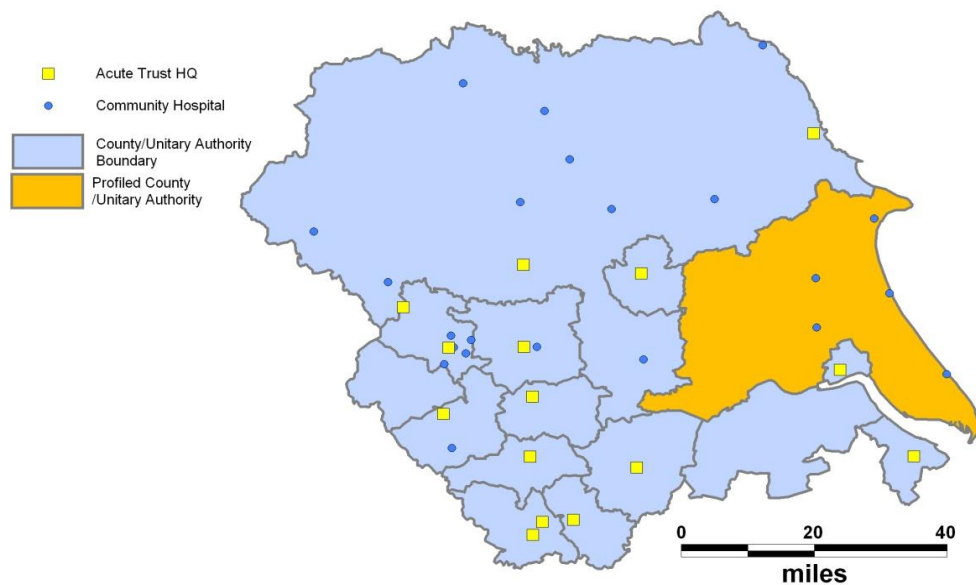 Acute Trust HQ
Community Hospital
County/Unitary Authority
Boundary
Profiled County
/Unitary Authority
0 20 40
miles